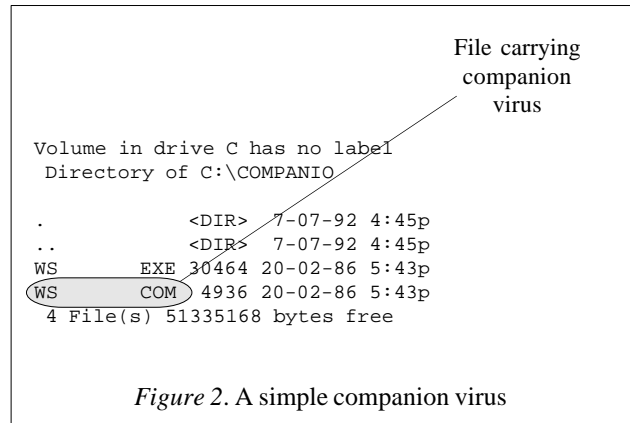 File carrying
companion
virus
Volume in drive C has no label
Directory of C:\COMPANIO
. <DIR> 7-07-92 4:45p
.. <DIR> 7-07-92 4:45p
WS EXE 30464 20-02-86 5:43p
WS COM 4936 20-02-86 5:43p
4 File(s) 51335168 bytes free
Figure 2. A simple companion virus